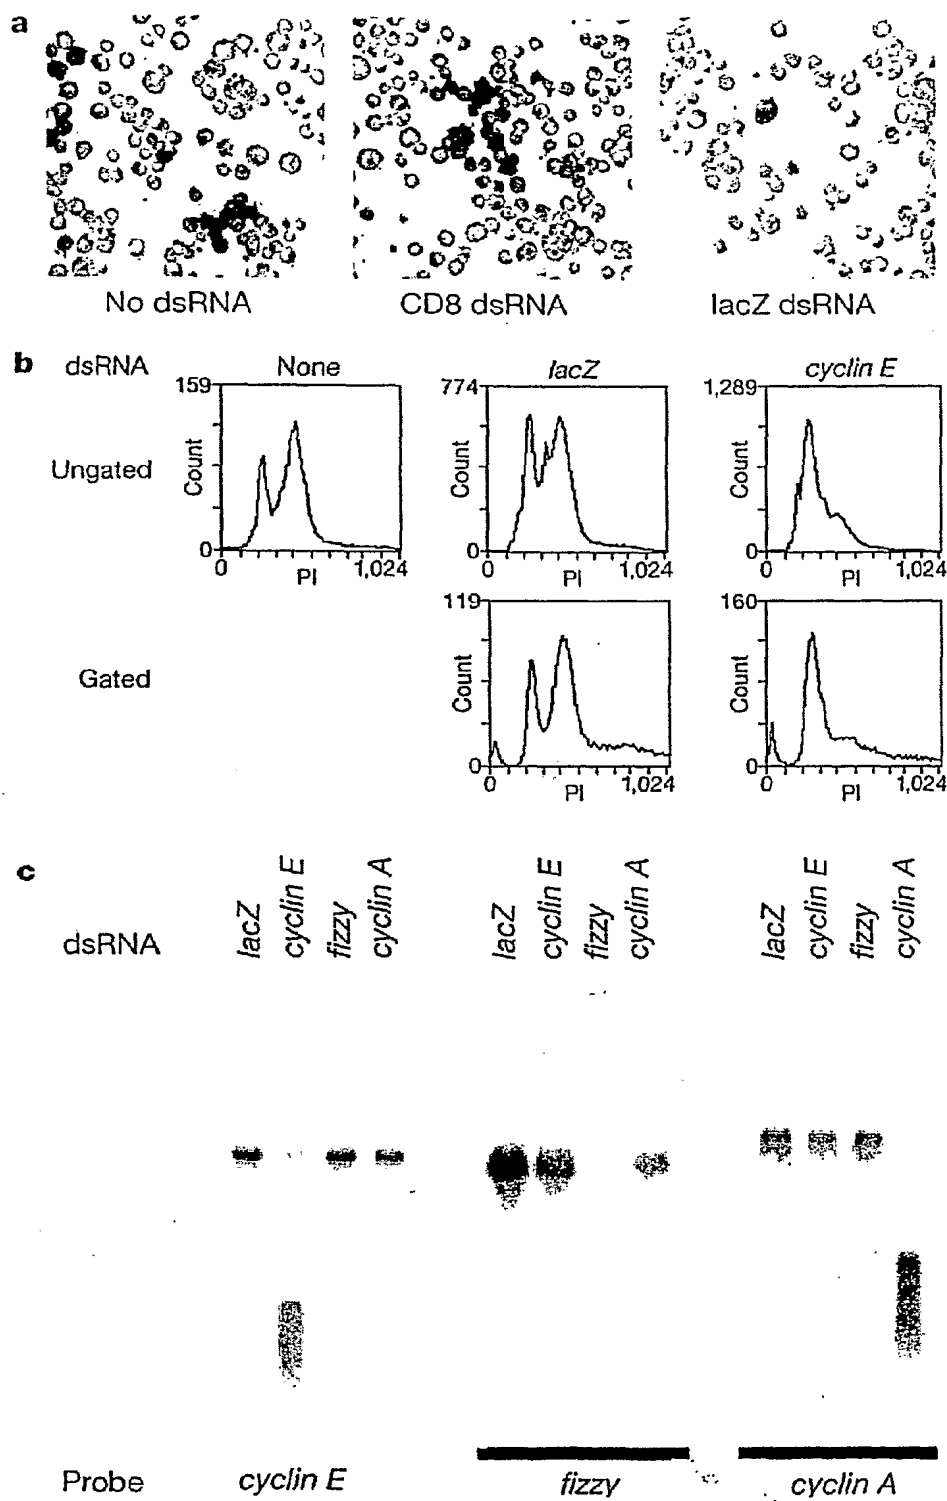 a
No dsRNA CD8 dsRNA lacZ dsRNA
b dsRNA None lacZ cyclin E
159 774 1,289
Ungated Count Count Count
0 0 0
0 PI 1,024 0 PI 1,024 0 PI 1,024
119 160
Gated Count Count
0 0
0 PI 1,024 0 PI 1,024
c
dsRNA lacZ cyclin E fizzy cyclin A lacZ cyclin E fizzy cyclin A lacZ cyclin E fizzy cyclin A
Probe cyclin E fizzy cyclin A